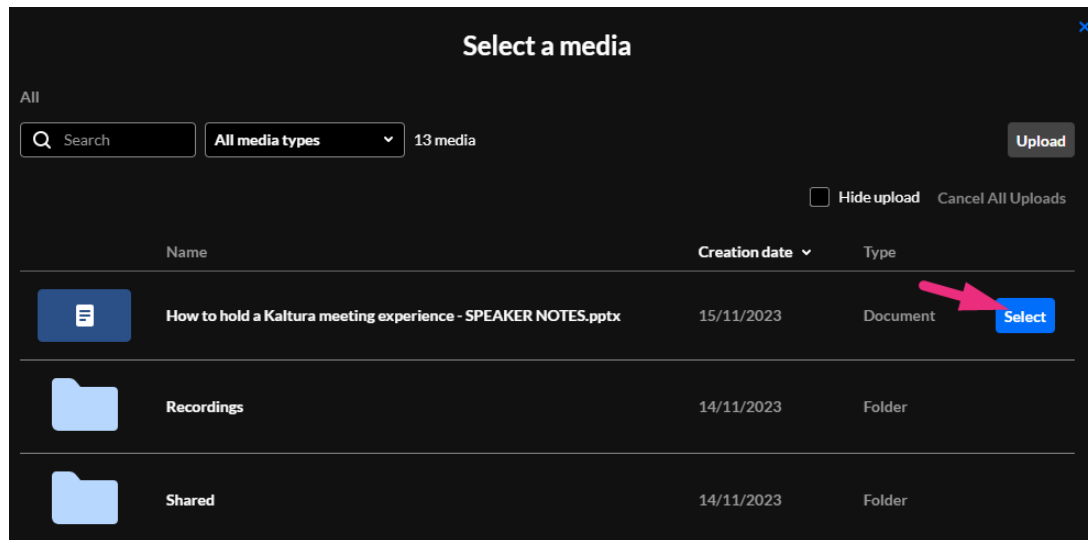 Select a media
All
Search All media types 13 media Upload
Hide upload Cancel All Uploads
Name Creation date Type
How to hold a Kaltura meeting experience - SPEAKER NOTES.pptx 15/11/2023 Document Select
Recordings 14/11/2023 Folder
Shared 14/11/2023 Folder